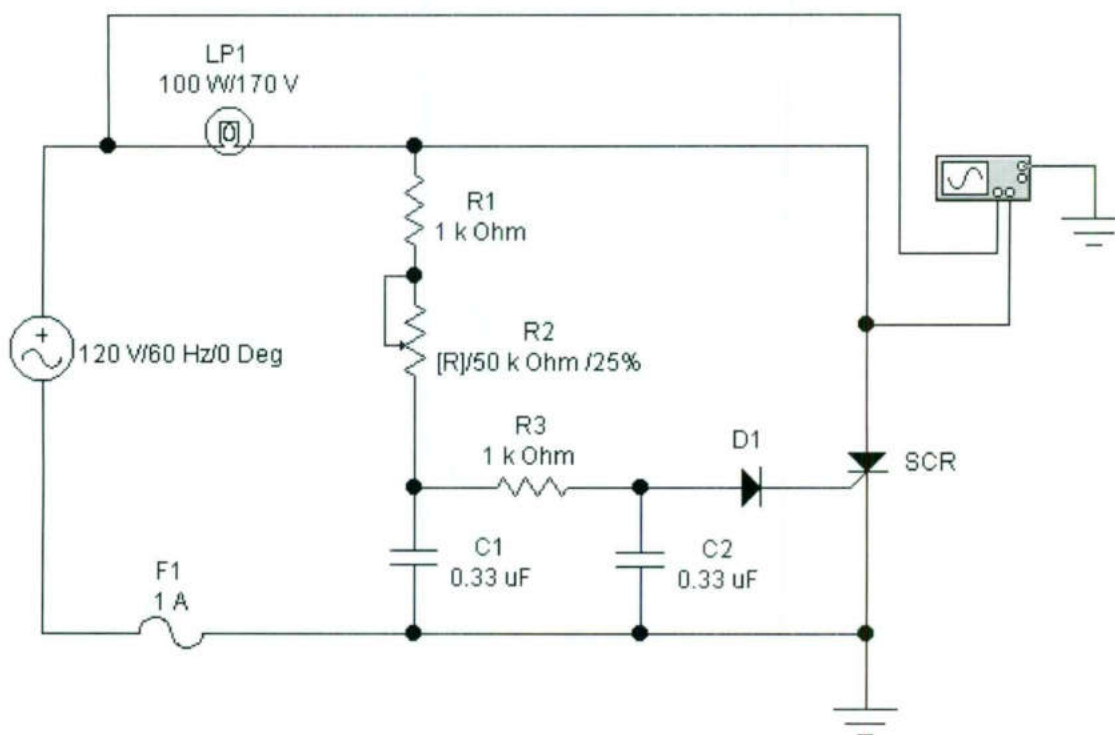 LP1
100 W/170 V
R1
1 k Ohm
120 V/60 Hz/0 Deg
R2
[R]/50 k Ohm /25%
R3
1 k Ohm
D1
SCR
C1
0.33 uF
C2
0.33 uF
F1
1 A